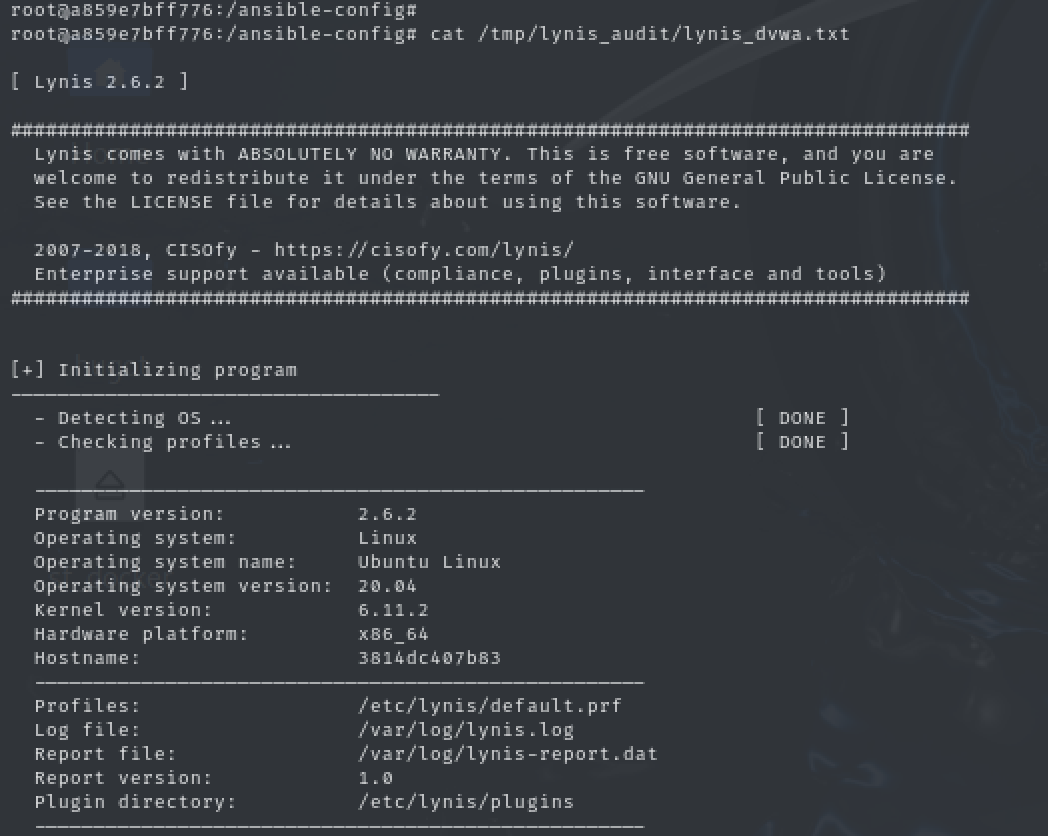 root@a859e7bff776:/ansible-config#
root@a859e7bff776:/ansible-config# cat /tmp/lynis_audit/lynis_dvwa.txt
[ Lynis 2.6.2 ]
################################################################################
Lynis comes with ABSOLUTELY NO WARRANTY. This is free software, and you are
welcome to redistribute it under the terms of the GNU General Public License.
See the LICENSE file for details about using this software.
2007-2018, CISOfy - https://cisofy.com/lynis/
Enterprise support available (compliance, plugins, interface and tools)
################################################################################
[+] Initializing program
------------------------------------
- Detecting OS... [ DONE ]
- Checking profiles... [ DONE ]
---------------------------------------------------
Program version: 2.6.2
Operating system: Linux
Operating system name: Ubuntu Linux
Operating system version: 20.04
Kernel version: 6.11.2
Hardware platform: x86_64
Hostname: 3814dc407b83
---------------------------------------------------
Profiles: /etc/lynis/default.prf
Log file: /var/log/lynis.log
Report file: /var/log/lynis-report.dat
Report version: 1.0
Plugin directory: /etc/lynis/plugins
---------------------------------------------------